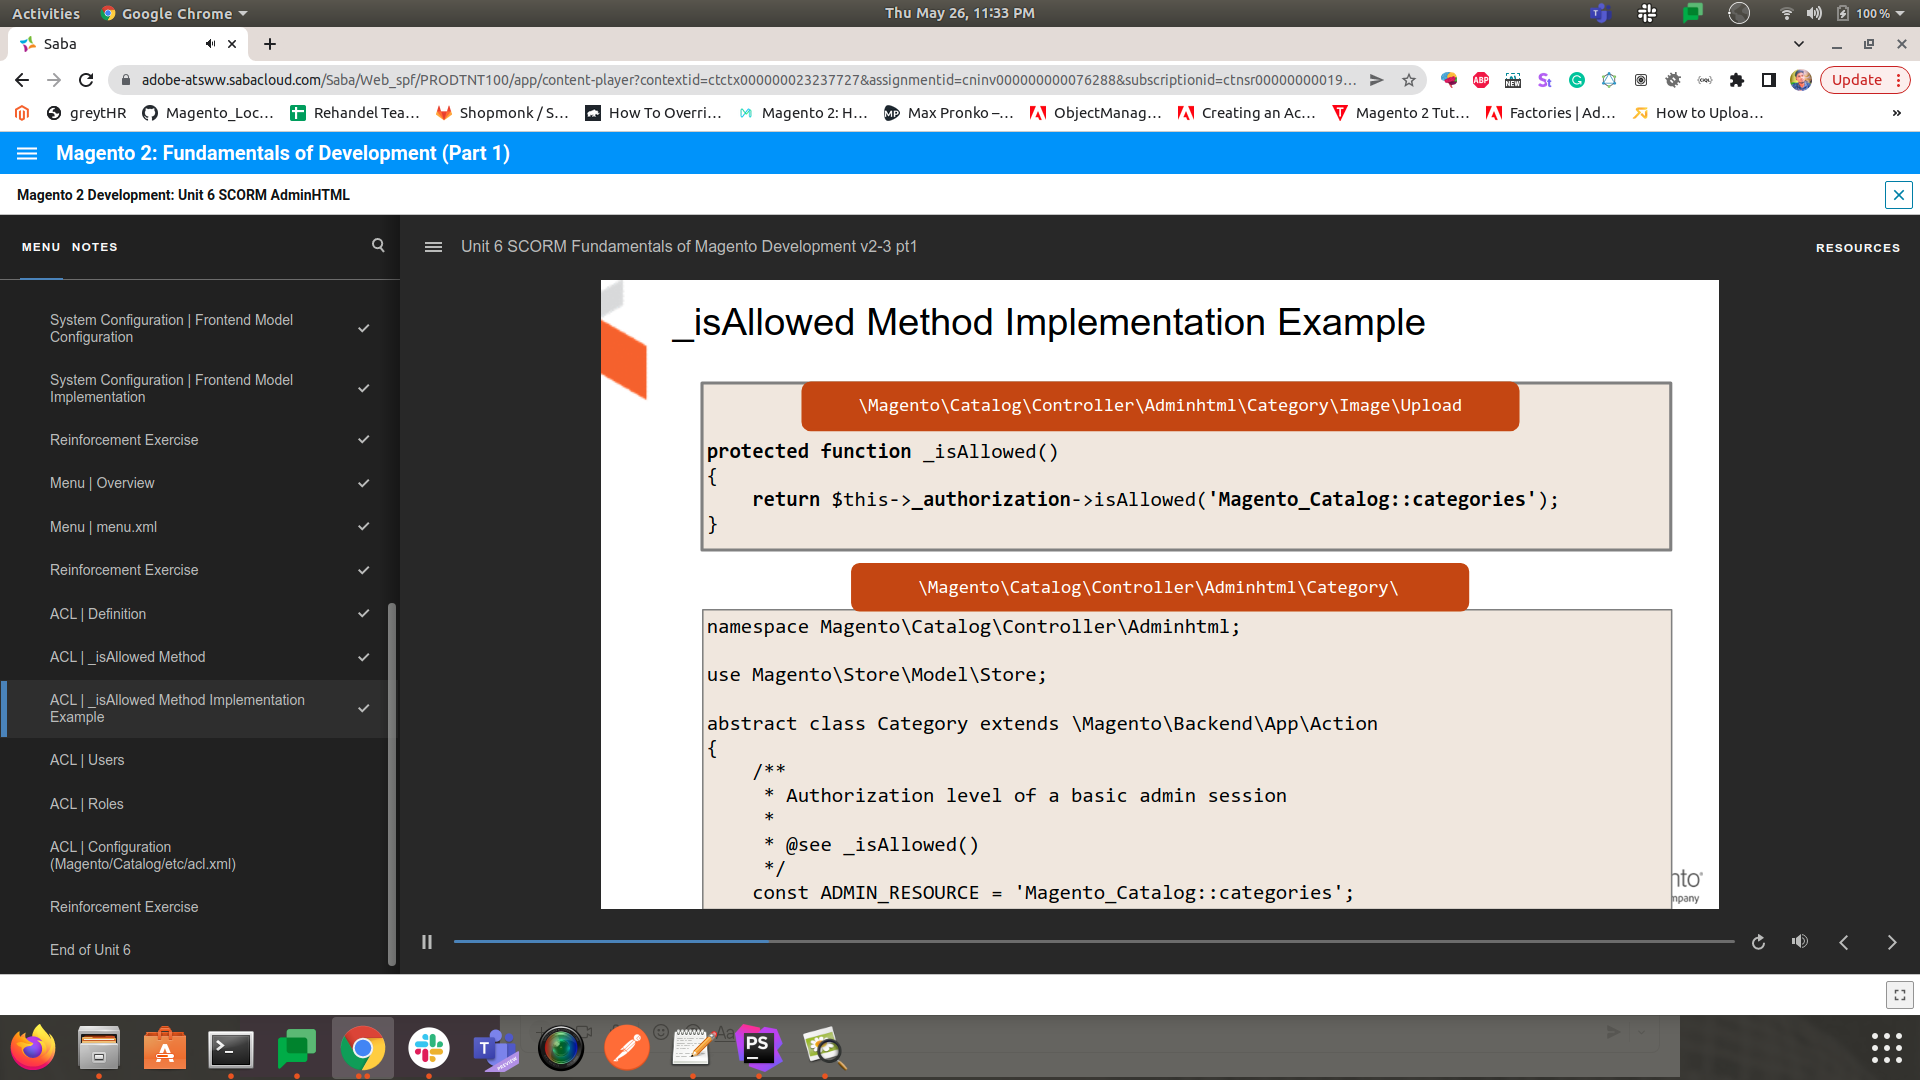 Activities
Google Chrome
Thu May 26, 11:33 PM
100 %
Saba
adobe-atsww.sabacloud.com/Saba/Web_spf/PRODTNT100/app/content-player?contextid=ctctx000000023237727&assignmentid=cninv000000000076288&subscriptionid=ctnsr00000000019...
Update
greytHR
Magento_Loc...
Rehandel Tea...
Shopmonk / S...
How To Overri...
Magento 2: H...
Max Pronko –...
ObjectManag...
Creating an Ac...
Magento 2 Tut...
Factories | Ad...
How to Uploa...
»
Magento 2: Fundamentals of Development (Part 1)
Magento 2 Development: Unit 6 SCORM AdminHTML
MENU
NOTES
Unit 6 SCORM Fundamentals of Magento Development v2-3 pt1
RESOURCES
System Configuration | Frontend Model
Configuration
System Configuration | Frontend Model
Implementation
Reinforcement Exercise
Menu | Overview
Menu | menu.xml
Reinforcement Exercise
ACL | Definition
ACL | _isAllowed Method
ACL | _isAllowed Method Implementation
Example
ACL | Users
ACL | Roles
ACL | Configuration
(Magento/Catalog/etc/acl.xml)
Reinforcement Exercise
End of Unit 6
_isAllowed Method Implementation Example
\Magento\Catalog\Controller\Adminhtml\Category\Image\Upload
protected function _isAllowed()
{
return $this->_authorization->isAllowed('Magento_Catalog::categories');
}
\Magento\Catalog\Controller\Adminhtml\Category\
namespace Magento\Catalog\Controller\Adminhtml;
use Magento\Store\Model\Store;
abstract class Category extends \Magento\Backend\App\Action
{
/**
* Authorization level of a basic admin session
*
* @see _isAllowed()
*/
const ADMIN_RESOURCE = 'Magento_Catalog::categories';